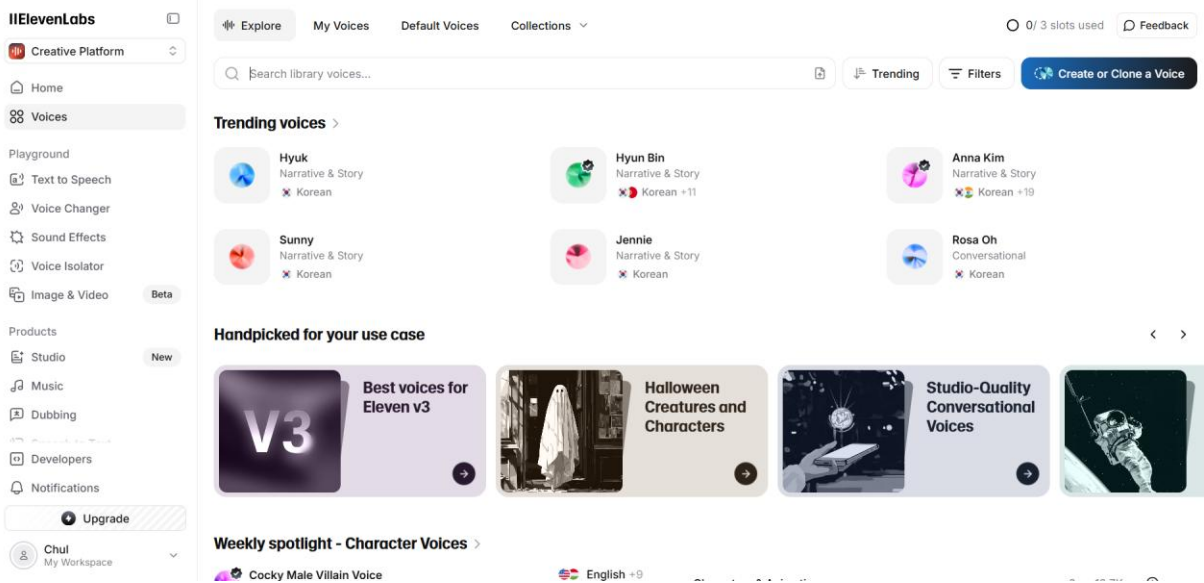 IIElevenLabs
Creative Platform
Home
Voices
Playground
Text to Speech
Voice Changer
Sound Effects
Voice Isolator
Image & Video Beta
Products
Studio New
Music
Dubbing
Developers
Notifications
Upgrade
Chul
My Workspace
Explore My Voices Default Voices Collections
0/ 3 slots used Feedback
Search library voices...
Trending Filters Create or Clone a Voice
Trending voices
Hyuk
Narrative & Story
Korean
Hyun Bin
Narrative & Story
Korean +11
Anna Kim
Narrative & Story
Korean +19
Sunny
Narrative & Story
Korean
Jennie
Narrative & Story
Korean
Rosa Oh
Conversational
Korean
Handpicked for your use case
V3
Best voices for
Eleven v3
Halloween
Creatures and
Characters
Studio-Quality
Conversational
Voices
Weekly spotlight - Character Voices
Cocky Male Villain Voice
English +9